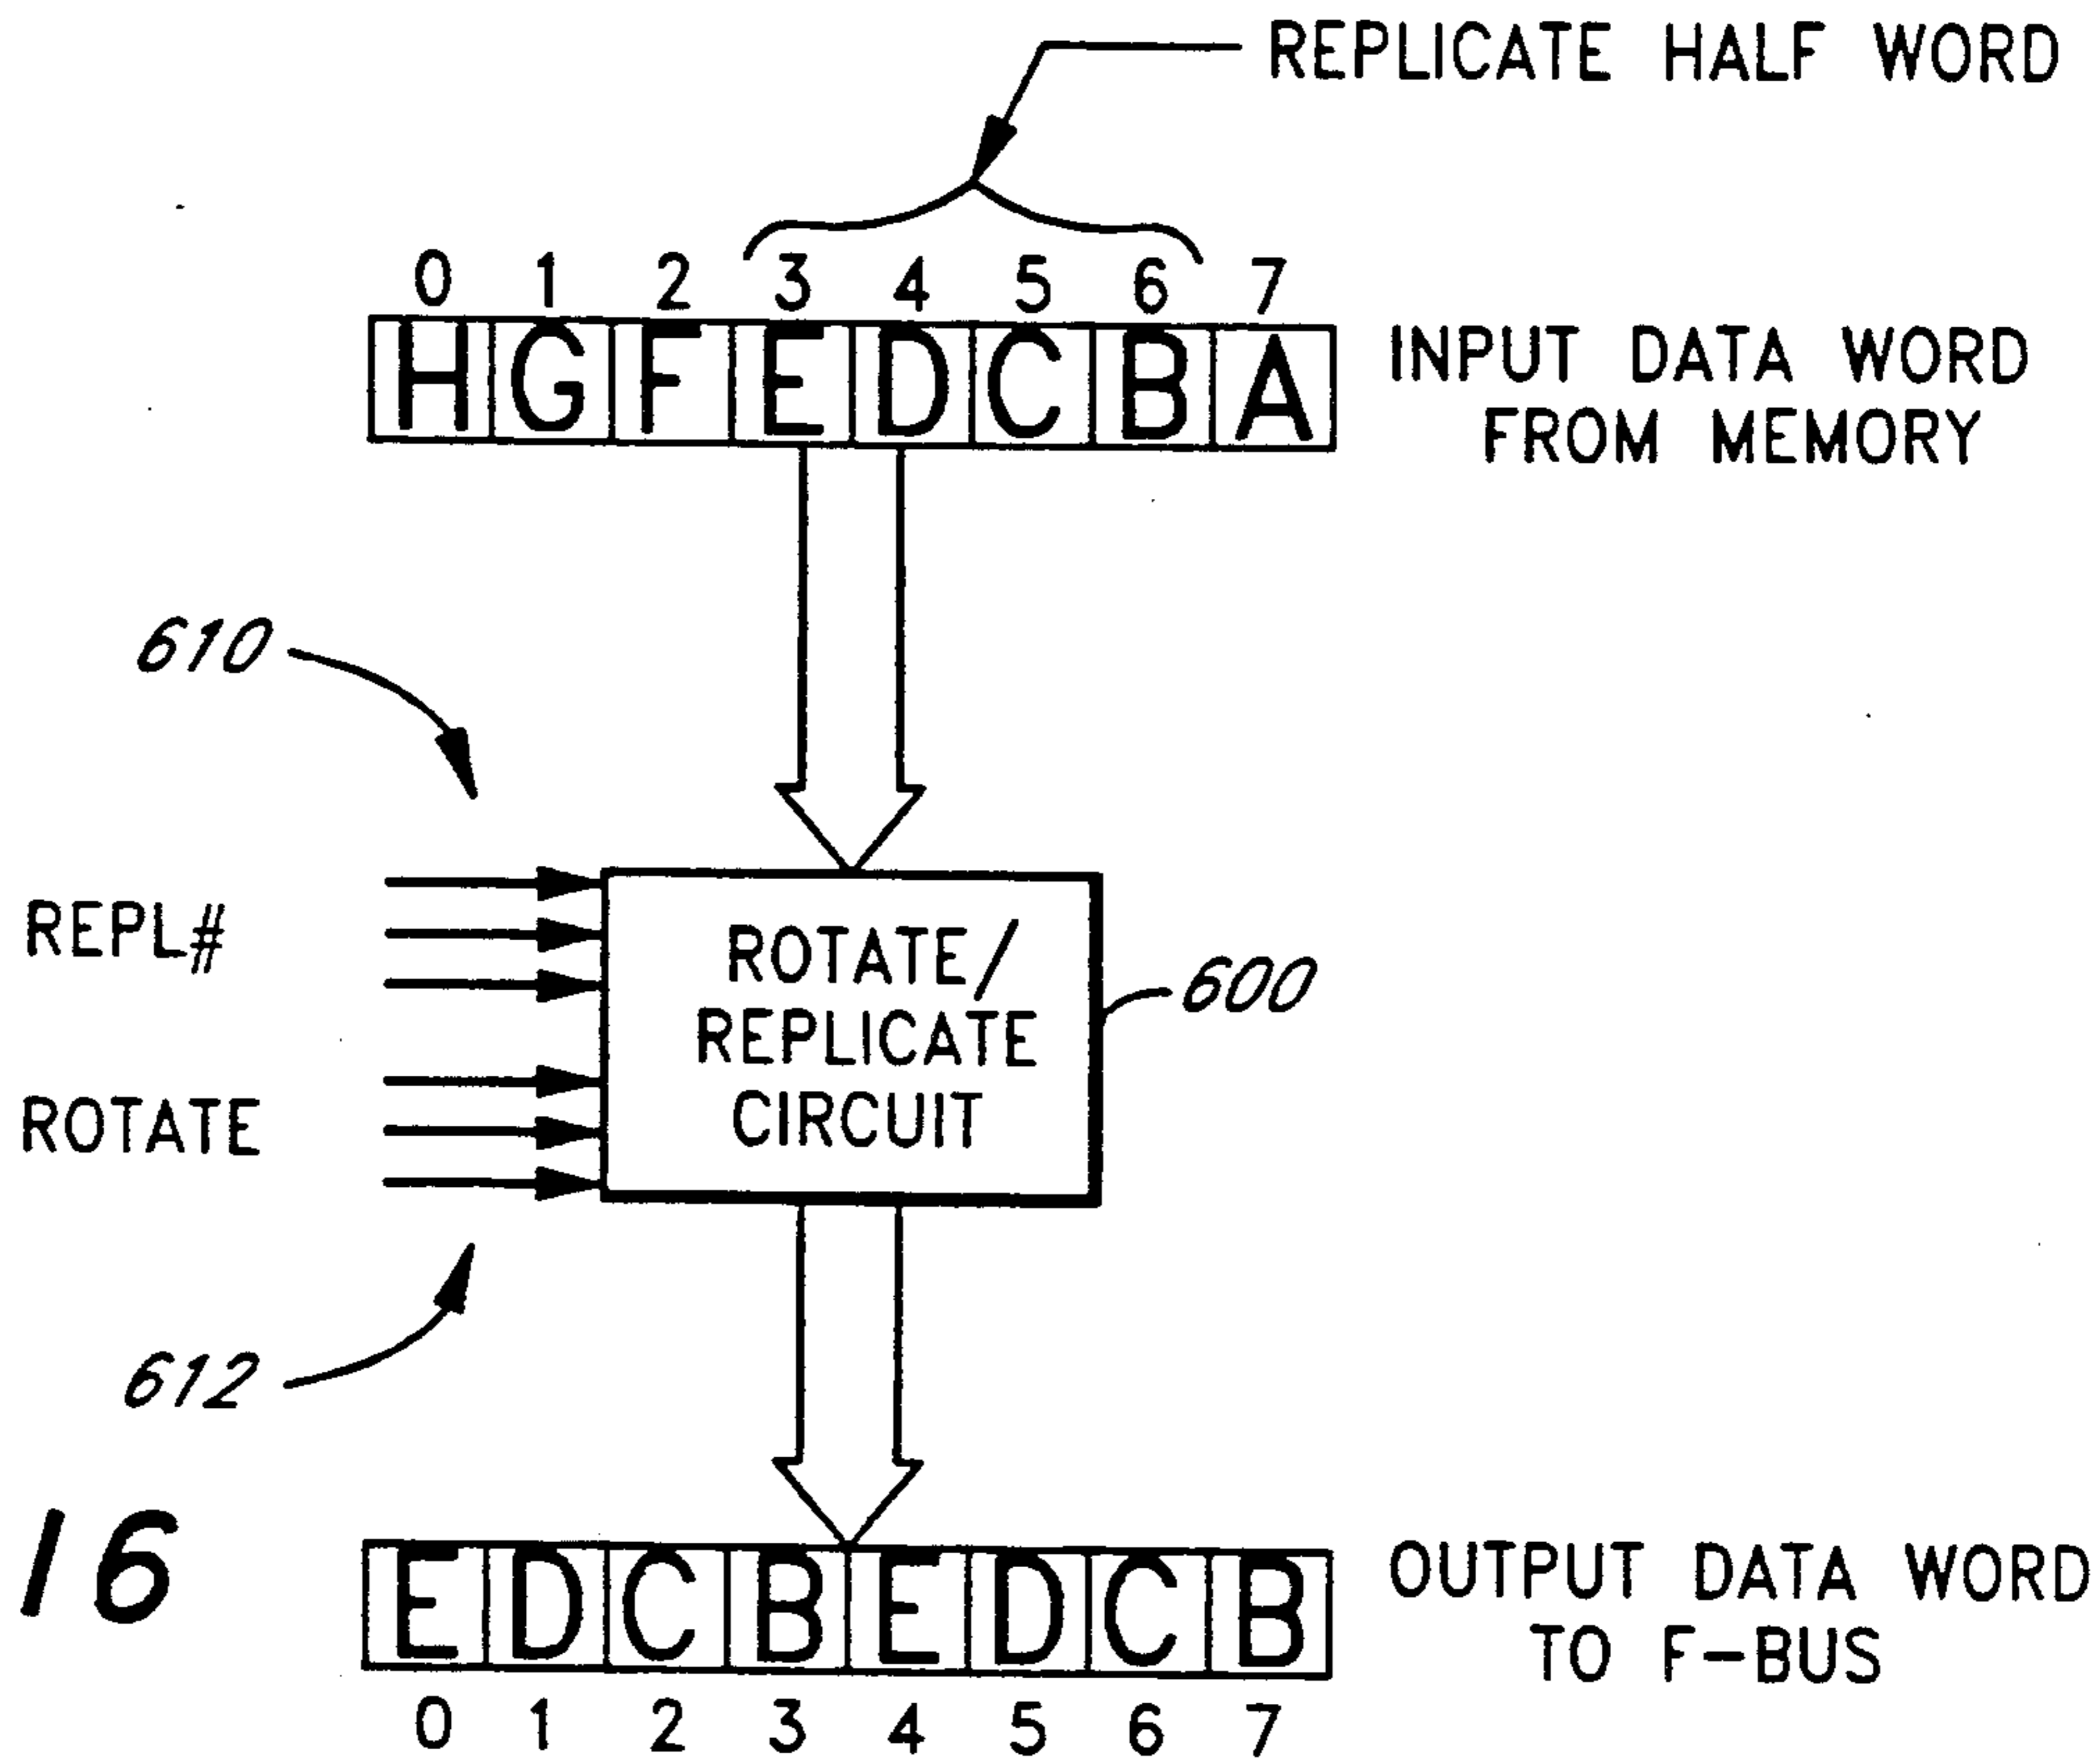 REPLICATE HALF WORD
0 1 2 3 4 5 6 7
H G F E D C B A
INPUT DATA WORD
FROM MEMORY
610
REPL#
ROTATE/
REPLICATE
CIRCUIT
600
ROTATE
612
16
E D C B E D C B
OUTPUT DATA WORD
TO F-BUS
0 1 2 3 4 5 6 7